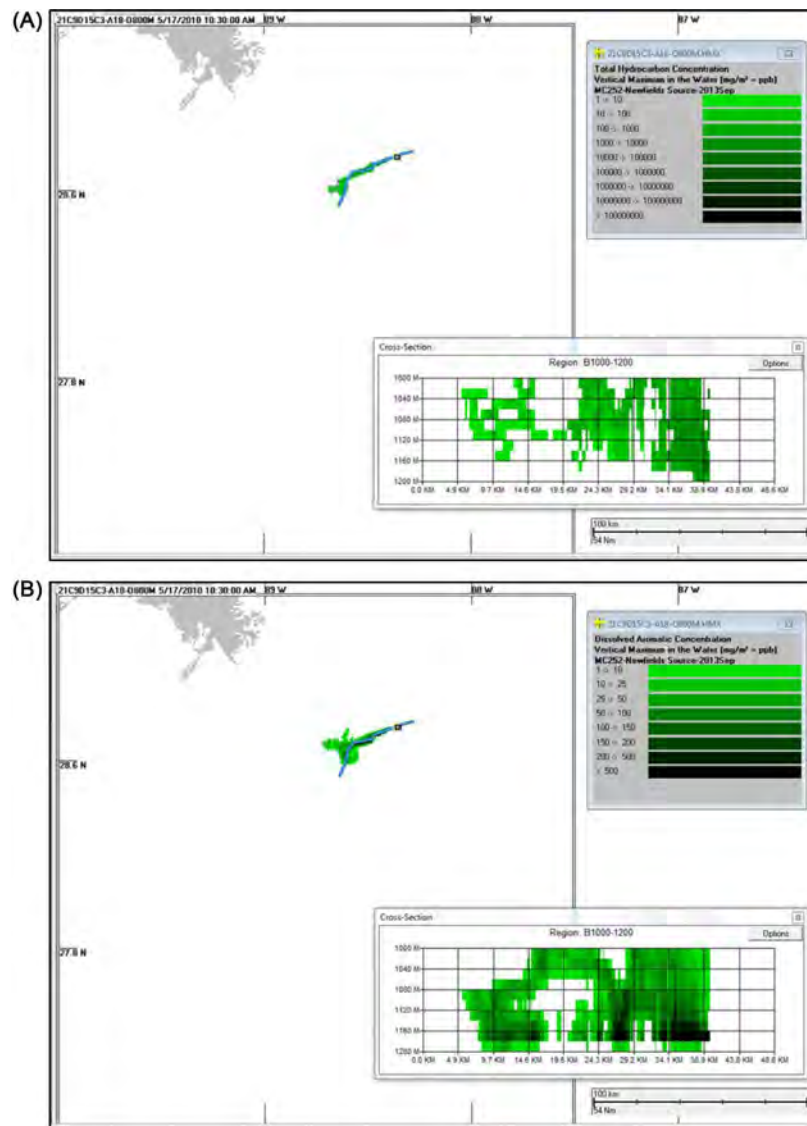 (A)
21C9D15C3-A18-O800M 5/17/2010 10:30:00 AM 89 W 88 W 87 W
21C9D15C3-A18-O800M.HMX
Total Hydrocarbon Concentration
Vertical Maximum in the Water (mg/m³ ~ ppb)
MC252-Newfields Source-2013Sep
1 - 10
10 - 100
100 - 1000
1000 - 10000
10000 - 100000
100000 - 1000000
1000000 - 10000000
10000000 - 100000000
> 100000000
28.6 N
Cross-Section
Region: B1000-1200
Options
27.8 N
1000 M
1040 M
1080 M
1120 M
1160 M
1200 M
0.0 KM 4.9 KM 9.7 KM 14.6 KM 19.5 KM 24.3 KM 29.2 KM 34.1 KM 38.9 KM 43.8 KM 48.6 KM
100 km
54 Nm
(B)
21C9D15C3-A18-O800M 5/17/2010 10:30:00 AM 89 W 88 W 87 W
21C9D15C3-A18-O800M.HMX
Dissolved Aromatic Concentration
Vertical Maximum in the Water (mg/m³ ~ ppb)
MC252-Newfields Source-2013Sep
1 - 10
10 - 25
25 - 50
50 - 100
100 - 150
150 - 200
200 - 500
> 500
28.6 N
Cross-Section
Region: B1000-1200
Options
27.8 N
1000 M
1040 M
1080 M
1120 M
1160 M
1200 M
0.0 KM 4.9 KM 9.7 KM 14.6 KM 19.5 KM 24.3 KM 29.2 KM 34.1 KM 38.9 KM 43.8 KM 48.6 KM
100 km
54 Nm